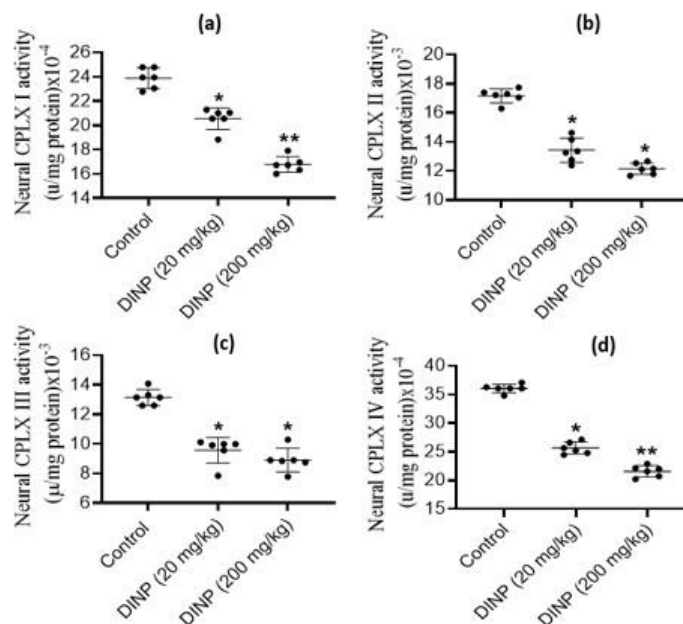 (a)
Neural CPLX I activity
(u/mg protein)x10⁻⁴
26
24
22
20
18
16
14
*
**
Control
DINP (20 mg/kg)
DINP (200 mg/kg)
(b)
Neural CPLX II activity
(u/mg protein)x10⁻³
20
18
16
14
12
10
*
*
Control
DINP (20 mg/kg)
DINP (200 mg/kg)
(c)
Neural CPLX III activity
(µ/mg protein)x10⁻³
16
14
12
10
8
6
*
*
Control
DINP (20 mg/kg)
DINP (200 mg/kg)
(d)
Neural CPLX IV activity
(u/mg protein)x10⁻⁴
40
35
30
25
20
15
*
**
Control
DINP (20 mg/kg)
DINP (200 mg/kg)